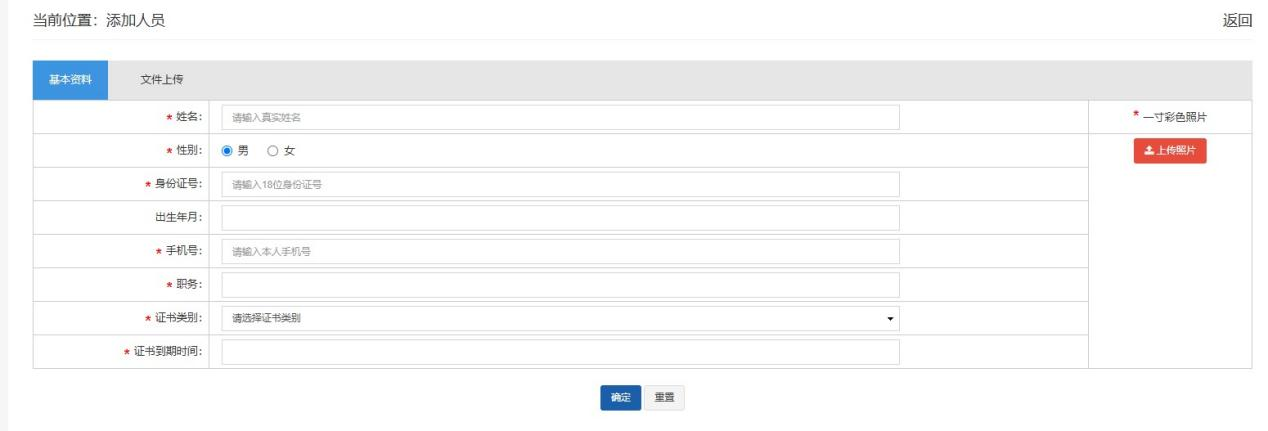 当前位置：添加人员 返回
基本资料 文件上传
* 姓名： 请输入真实姓名 * 一寸彩色照片
* 性别： 男 女 上传照片
* 身份证号： 请输入18位身份证号
出生年月：
* 手机号： 请输入本人手机号
* 职务：
* 证书类别： 请选择证书类别
* 证书到期时间：
确定 重置